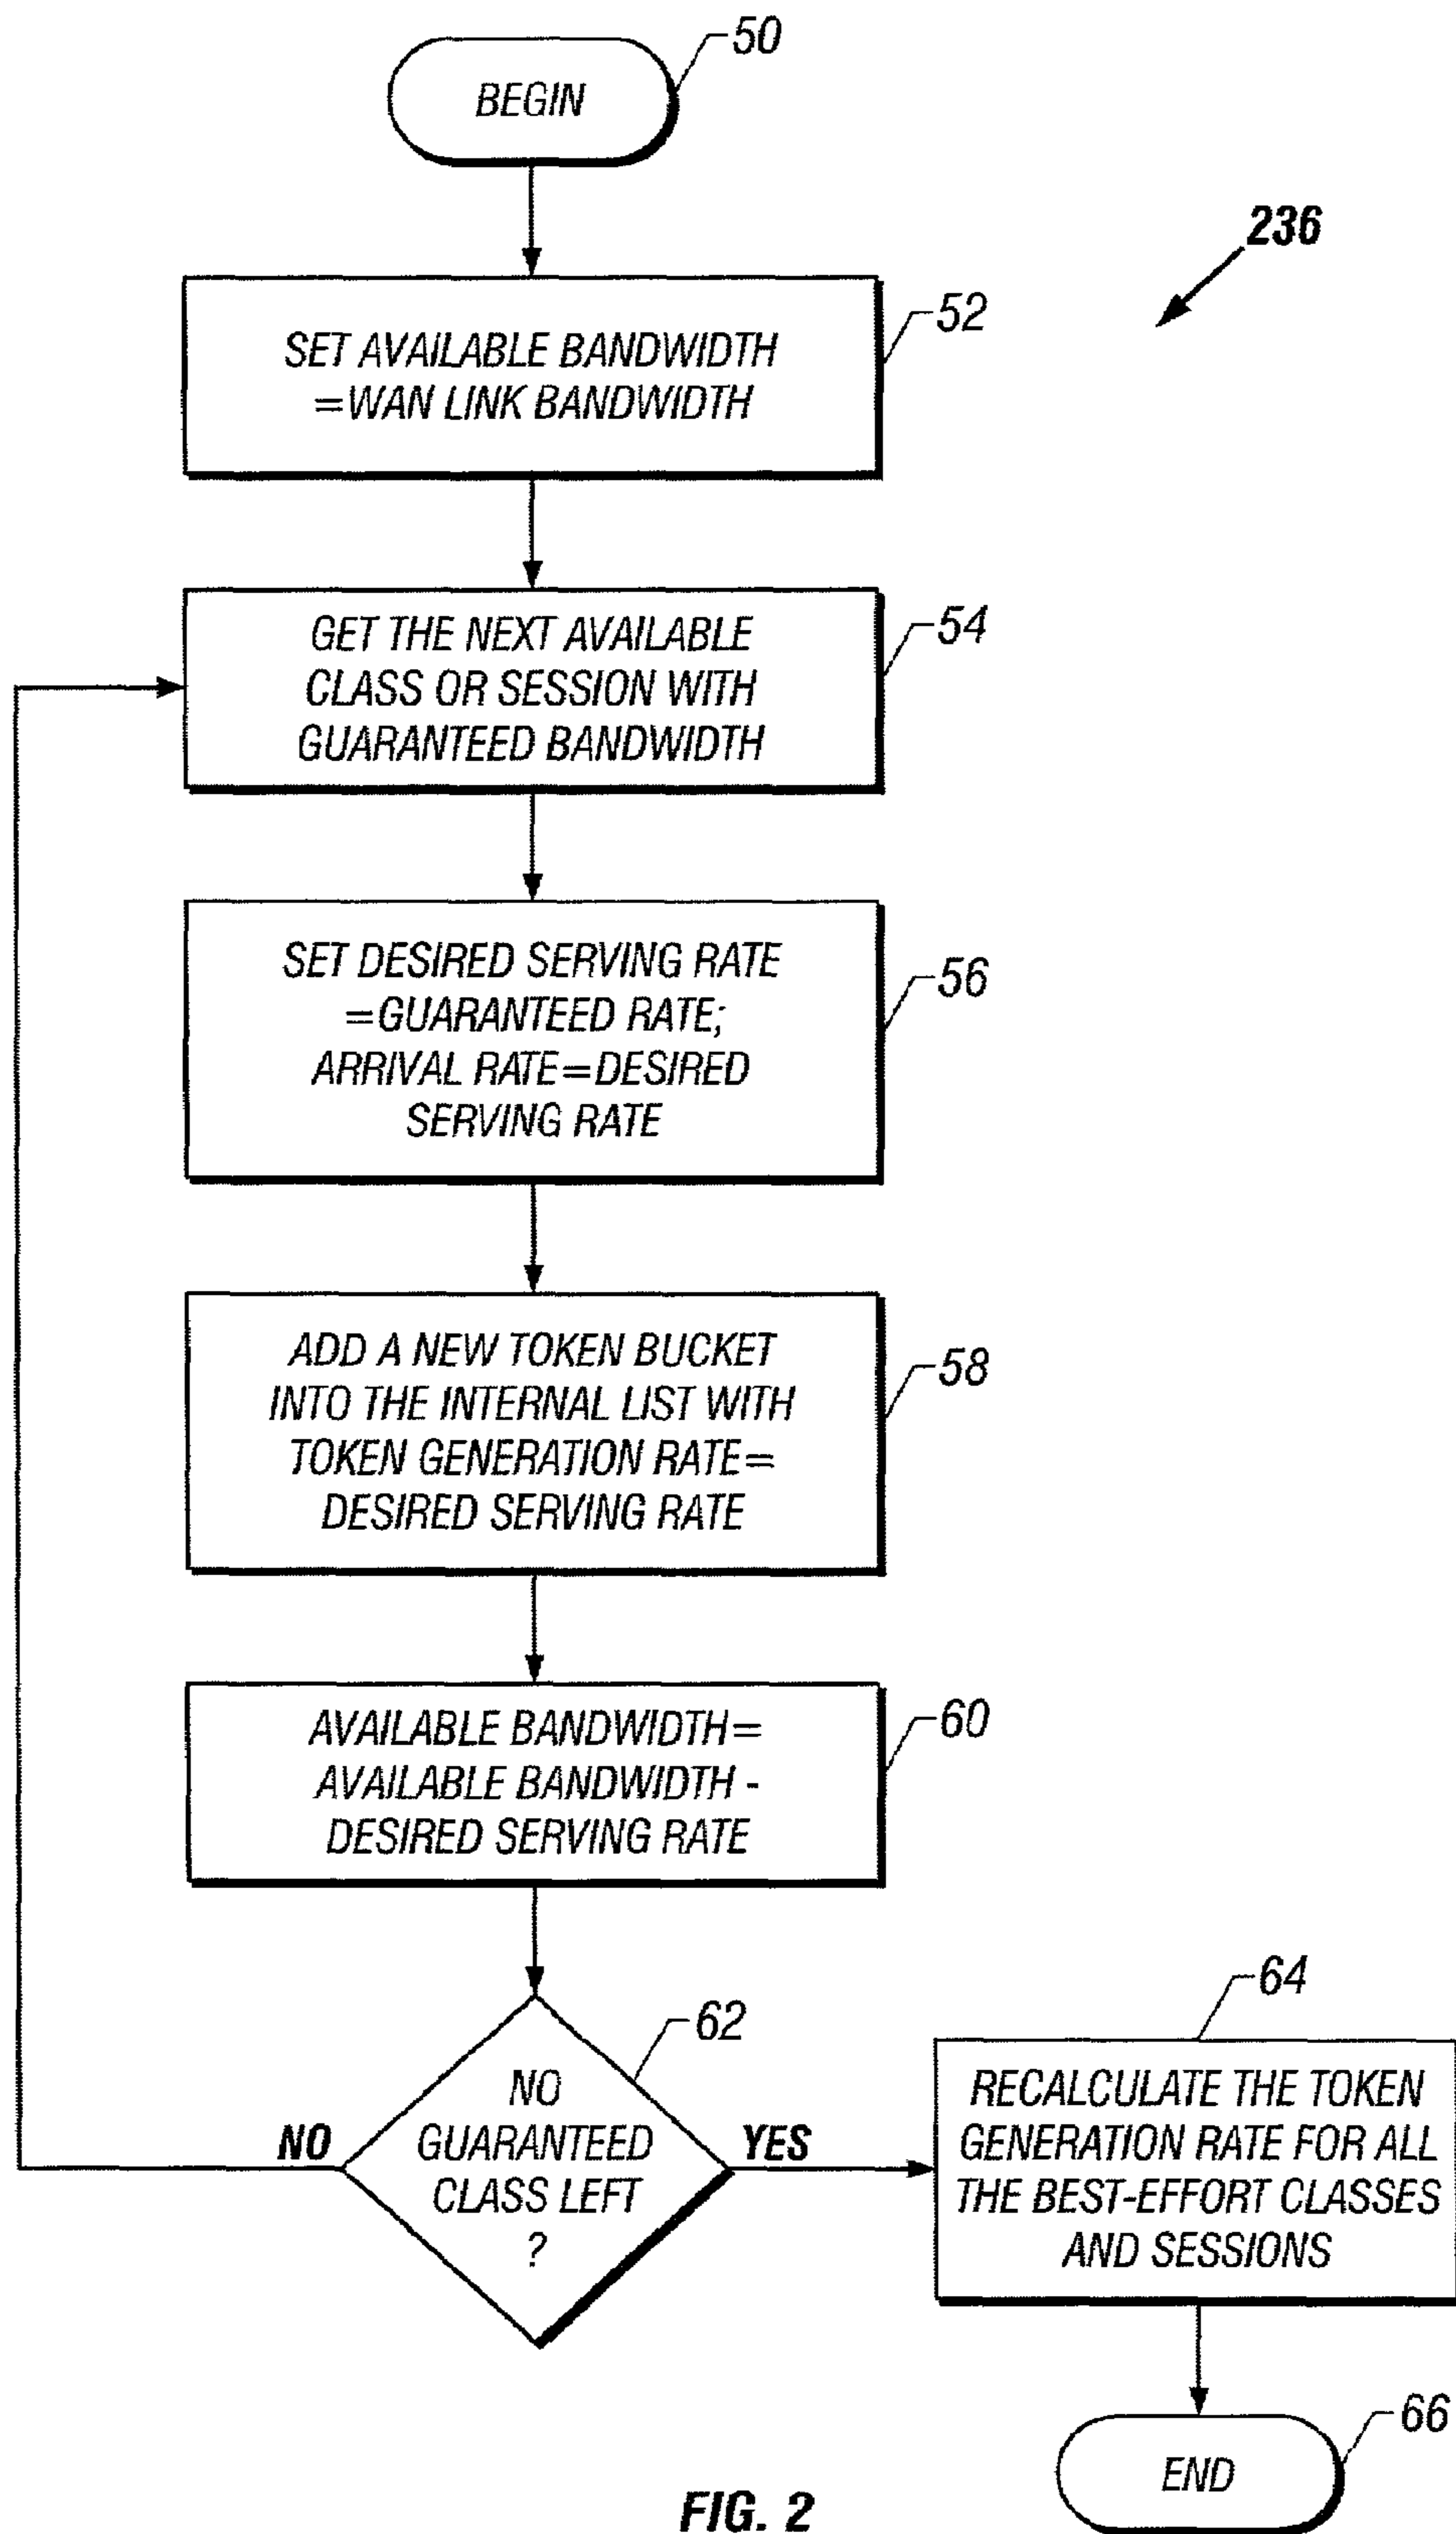 50
BEGIN
236
52
SET AVAILABLE BANDWIDTH
=WAN LINK BANDWIDTH
54
GET THE NEXT AVAILABLE
CLASS OR SESSION WITH
GUARANTEED BANDWIDTH
56
SET DESIRED SERVING RATE
=GUARANTEED RATE;
ARRIVAL RATE=DESIRED
SERVING RATE
58
ADD A NEW TOKEN BUCKET
INTO THE INTERNAL LIST WITH
TOKEN GENERATION RATE=
DESIRED SERVING RATE
60
AVAILABLE BANDWIDTH=
AVAILABLE BANDWIDTH -
DESIRED SERVING RATE
62
NO
GUARANTEED
CLASS LEFT
?
NO
YES
64
RECALCULATE THE TOKEN
GENERATION RATE FOR ALL
THE BEST-EFFORT CLASSES
AND SESSIONS
66
END
FIG. 2